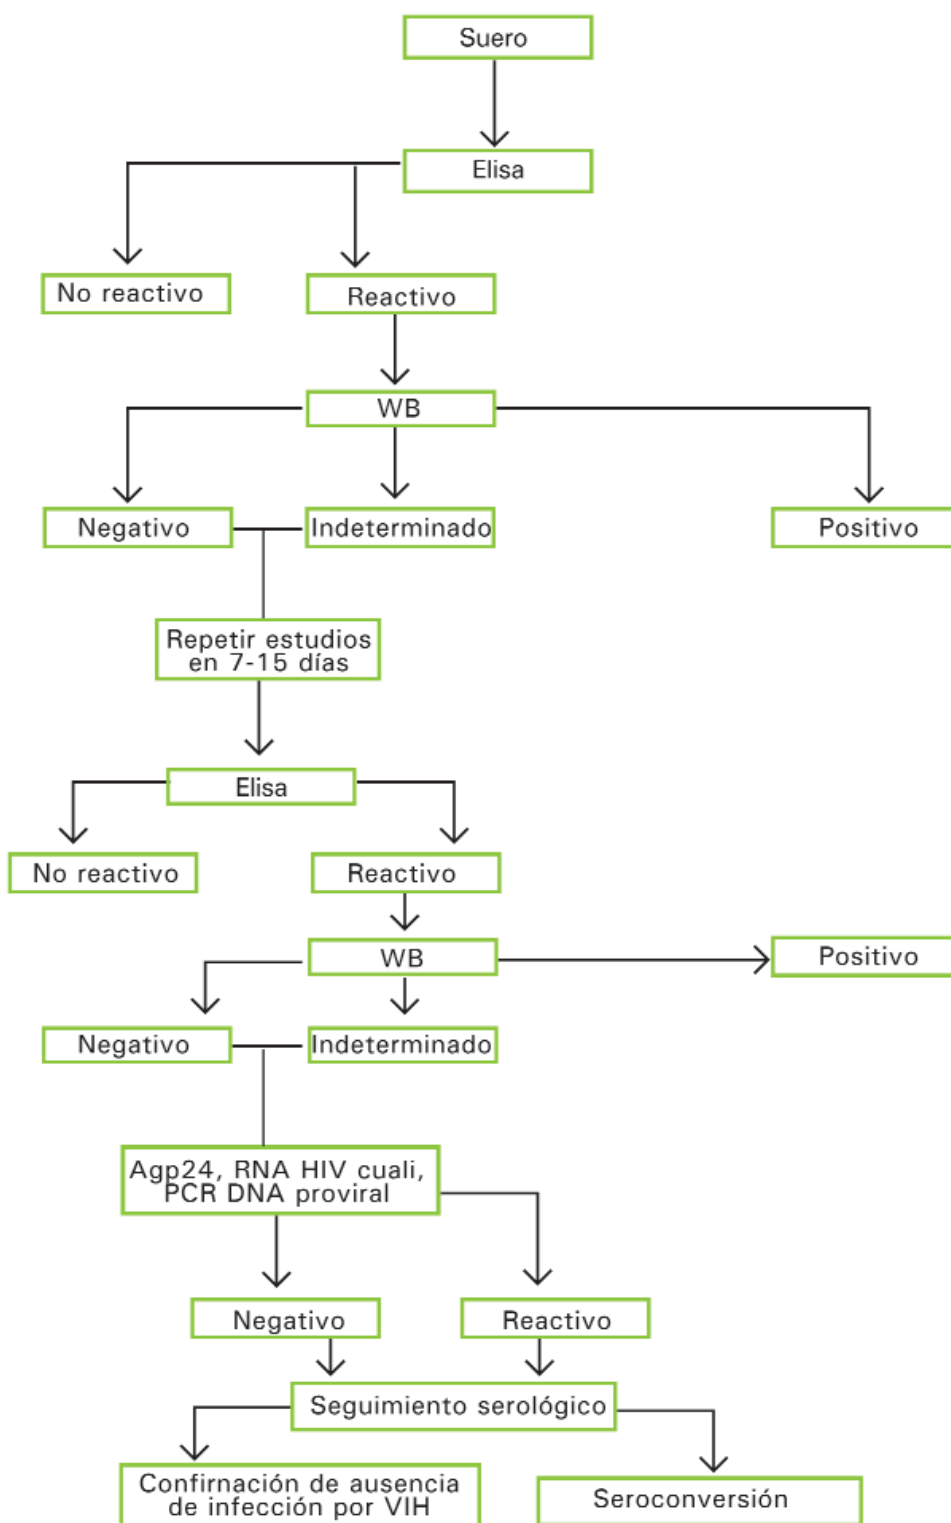 Suero
Elisa
No reactivo
Reactivo
WB
Negativo
Indeterminado
Positivo
Repetir estudios
en 7-15 días
Elisa
No reactivo
Reactivo
WB
Positivo
Negativo
Indeterminado
Agp24, RNA HIV cuali,
PCR DNA proviral
Negativo
Reactivo
Seguimiento serológico
Confirnación de ausencia
de infección por VIH
Seroconversión